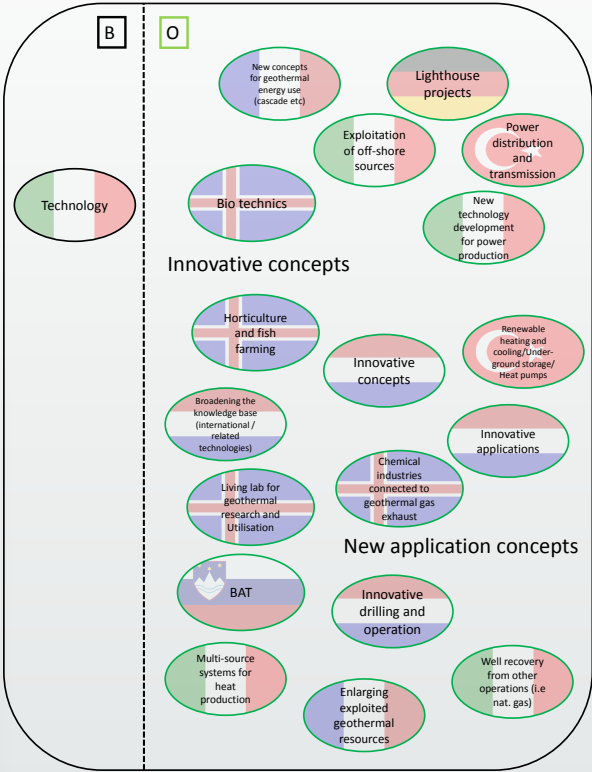 B
O
New concepts
for geothermal
energy use
(cascade etc)
Lighthouse
projects
Exploitation
of off-shore
sources
Power
distribution
and
transmission
Technology
Bio technics
New
technology
development
for power
production
Innovative concepts
Horticulture
and fish
farming
Innovative
concepts
Renewable
heating and
cooling/Under-
ground storage/
Heat pumps
Broadening the
knowledge base
(international /
related
technologies)
Innovative
applications
Living lab for
geothermal
research and
Utilisation
Chemical
industries
connected to
geothermal gas
exhaust
New application concepts
BAT
Innovative
drilling and
operation
Multi-source
systems for
heat
production
Well recovery
from other
operations (i.e
nat. gas)
Enlarging
exploited
geothermal
resources